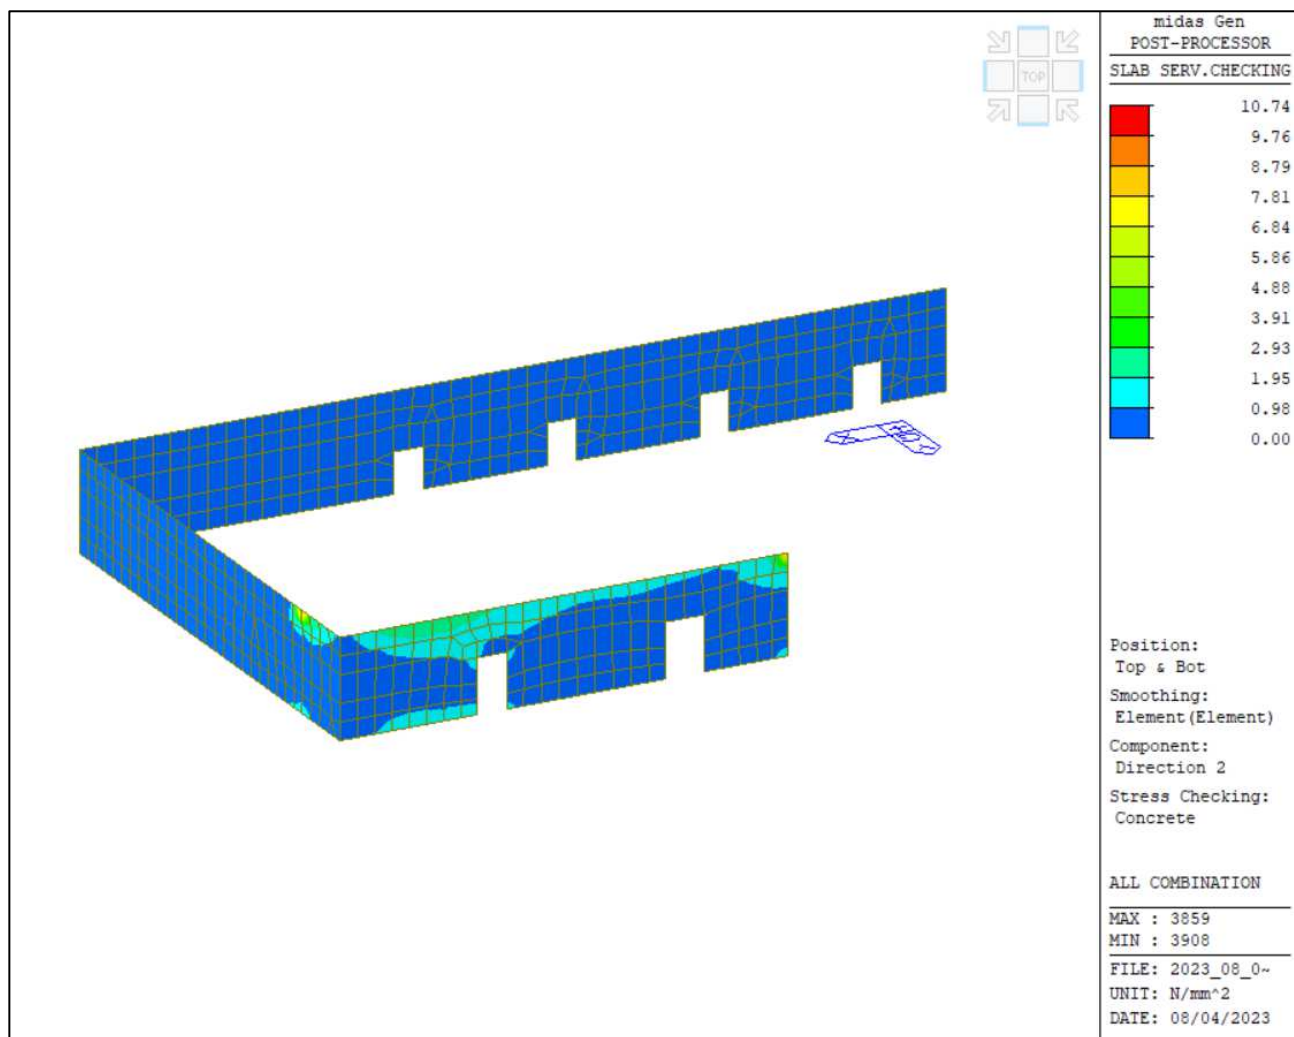 midas Gen
POST-PROCESSOR
SLAB SERV.CHECKING
TOP
10.74
9.76
8.79
7.81
6.84
5.86
4.88
3.91
2.93
1.95
0.98
0.00
Position:
Top & Bot
Smoothing:
Element(Element)
Component:
Direction 2
Stress Checking:
Concrete
ALL COMBINATION
MAX : 3859
MIN : 3908
FILE: 2023_08_0~
UNIT: N/mm^2
DATE: 08/04/2023